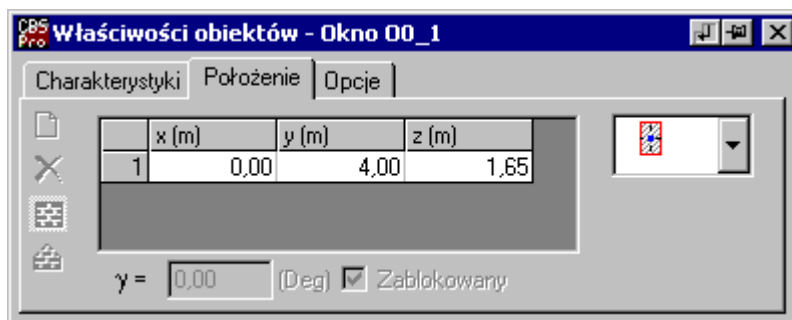 CBS Pro Właściwości obiektów - Okno O0_1
Charakterystyki Położenie Opcje
x (m) y (m) z (m)
1 0,00 4,00 1,65
γ = 0,00 (Deg) Zablokowany